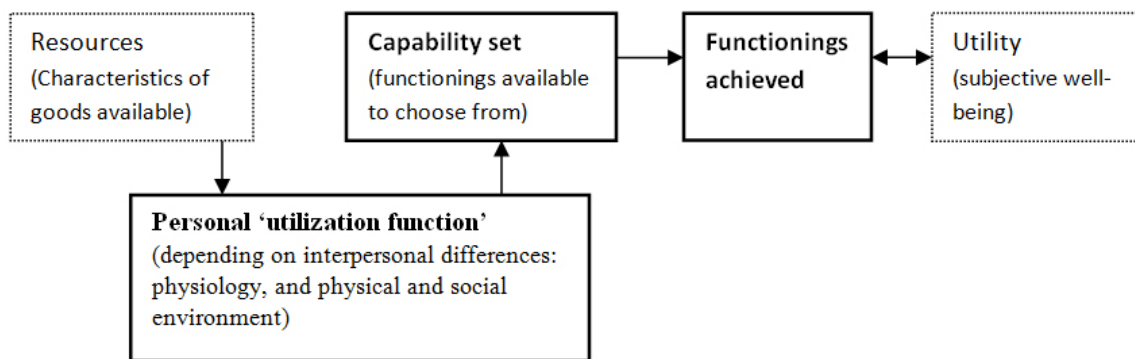 Resources
(Characteristics of
goods available)
Capability set
(functionings available
to choose from)
Functionings
achieved
Utility
(subjective well-
being)
Personal ‘utilization function’
(depending on interpersonal differences:
physiology, and physical and social
environment)